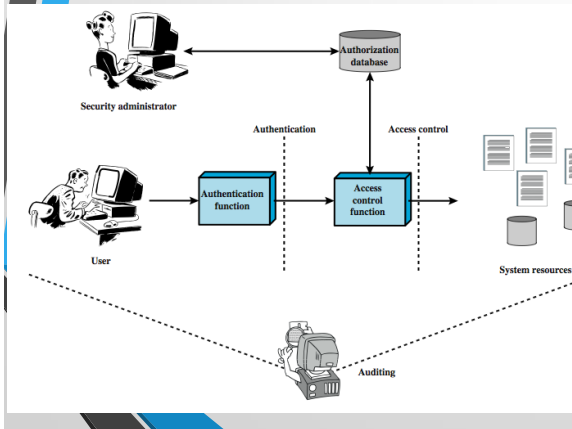 Authorization
database
Security administrator
Authentication
Access control
Authentication
function
Access
control
function
User
System resources
Auditing